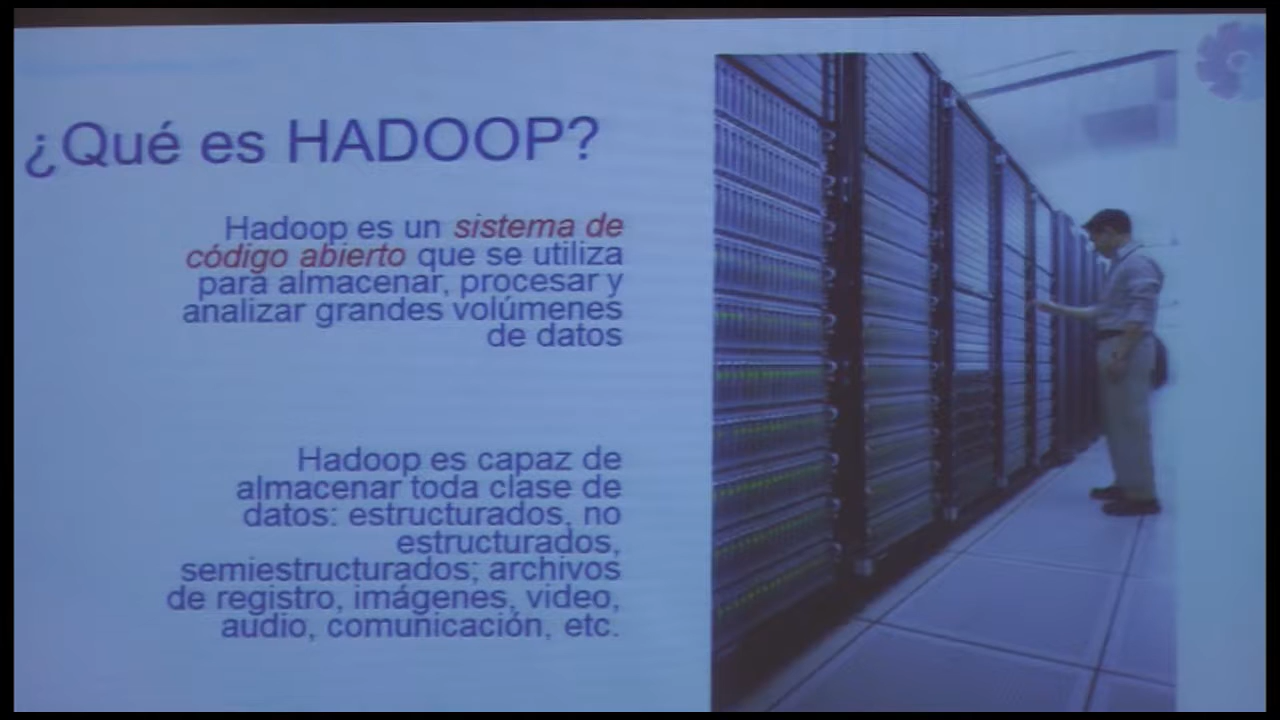 ¿Qué es HADOOP?
Hadoop es un sistema de
código abierto que se utiliza
para almacenar, procesar y
analizar grandes volúmenes
de datos
Hadoop es capaz de
almacenar toda clase de
datos: estructurados, no
estructurados,
semiestructurados; archivos
de registro, imágenes, video,
audio, comunicación, etc.